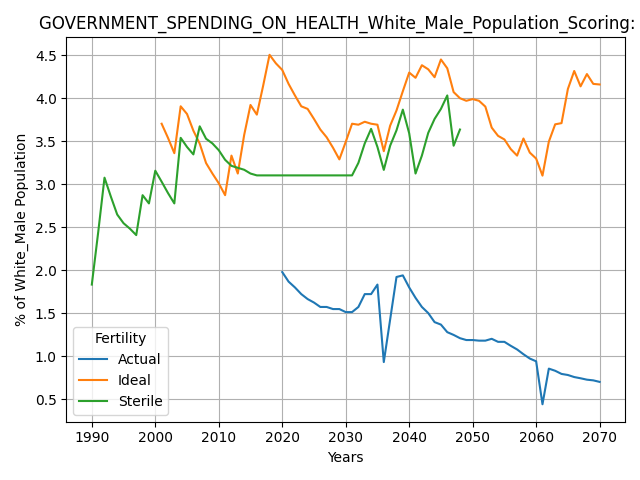 GOVERNMENT_SPENDING_ON_HEALTH_White_Male_Population_Scoring:
% of White_Male Population
4.5
4.0
3.5
3.0
2.5
2.0
1.5
1.0
0.5
Fertility
Actual
Ideal
Sterile
1990 2000 2010 2020 2030 2040 2050 2060 2070
Years